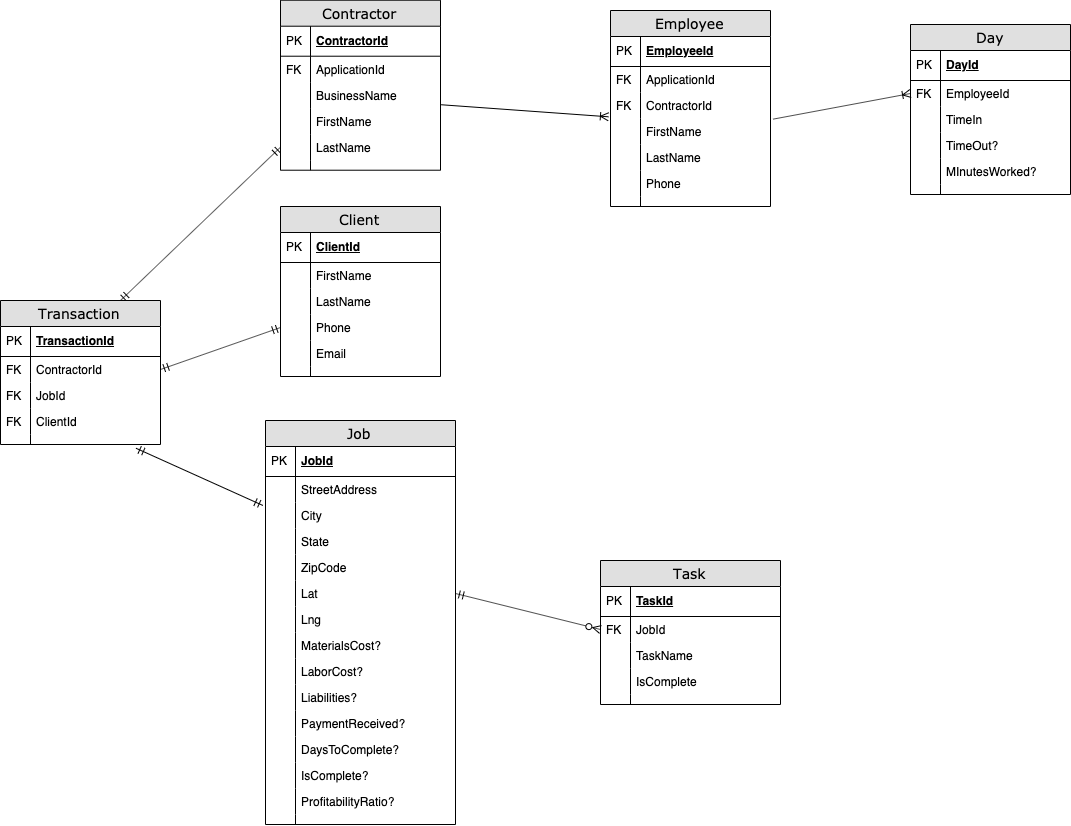 Contractor
PK ContractorId
FK ApplicationId
BusinessName
FirstName
LastName
Employee
PK EmployeeId
FK ApplicationId
FK ContractorId
FirstName
LastName
Phone
Day
PK DayId
FK EmployeeId
TimeIn
TimeOut?
MInutesWorked?
Client
PK ClientId
FirstName
LastName
Phone
Email
Transaction
PK TransactionId
FK ContractorId
FK JobId
FK ClientId
Job
PK JobId
StreetAddress
City
State
ZipCode
Lat
Lng
MaterialsCost?
LaborCost?
Liabilities?
PaymentReceived?
DaysToComplete?
IsComplete?
ProfitabilityRatio?
Task
PK TaskId
FK JobId
TaskName
IsComplete